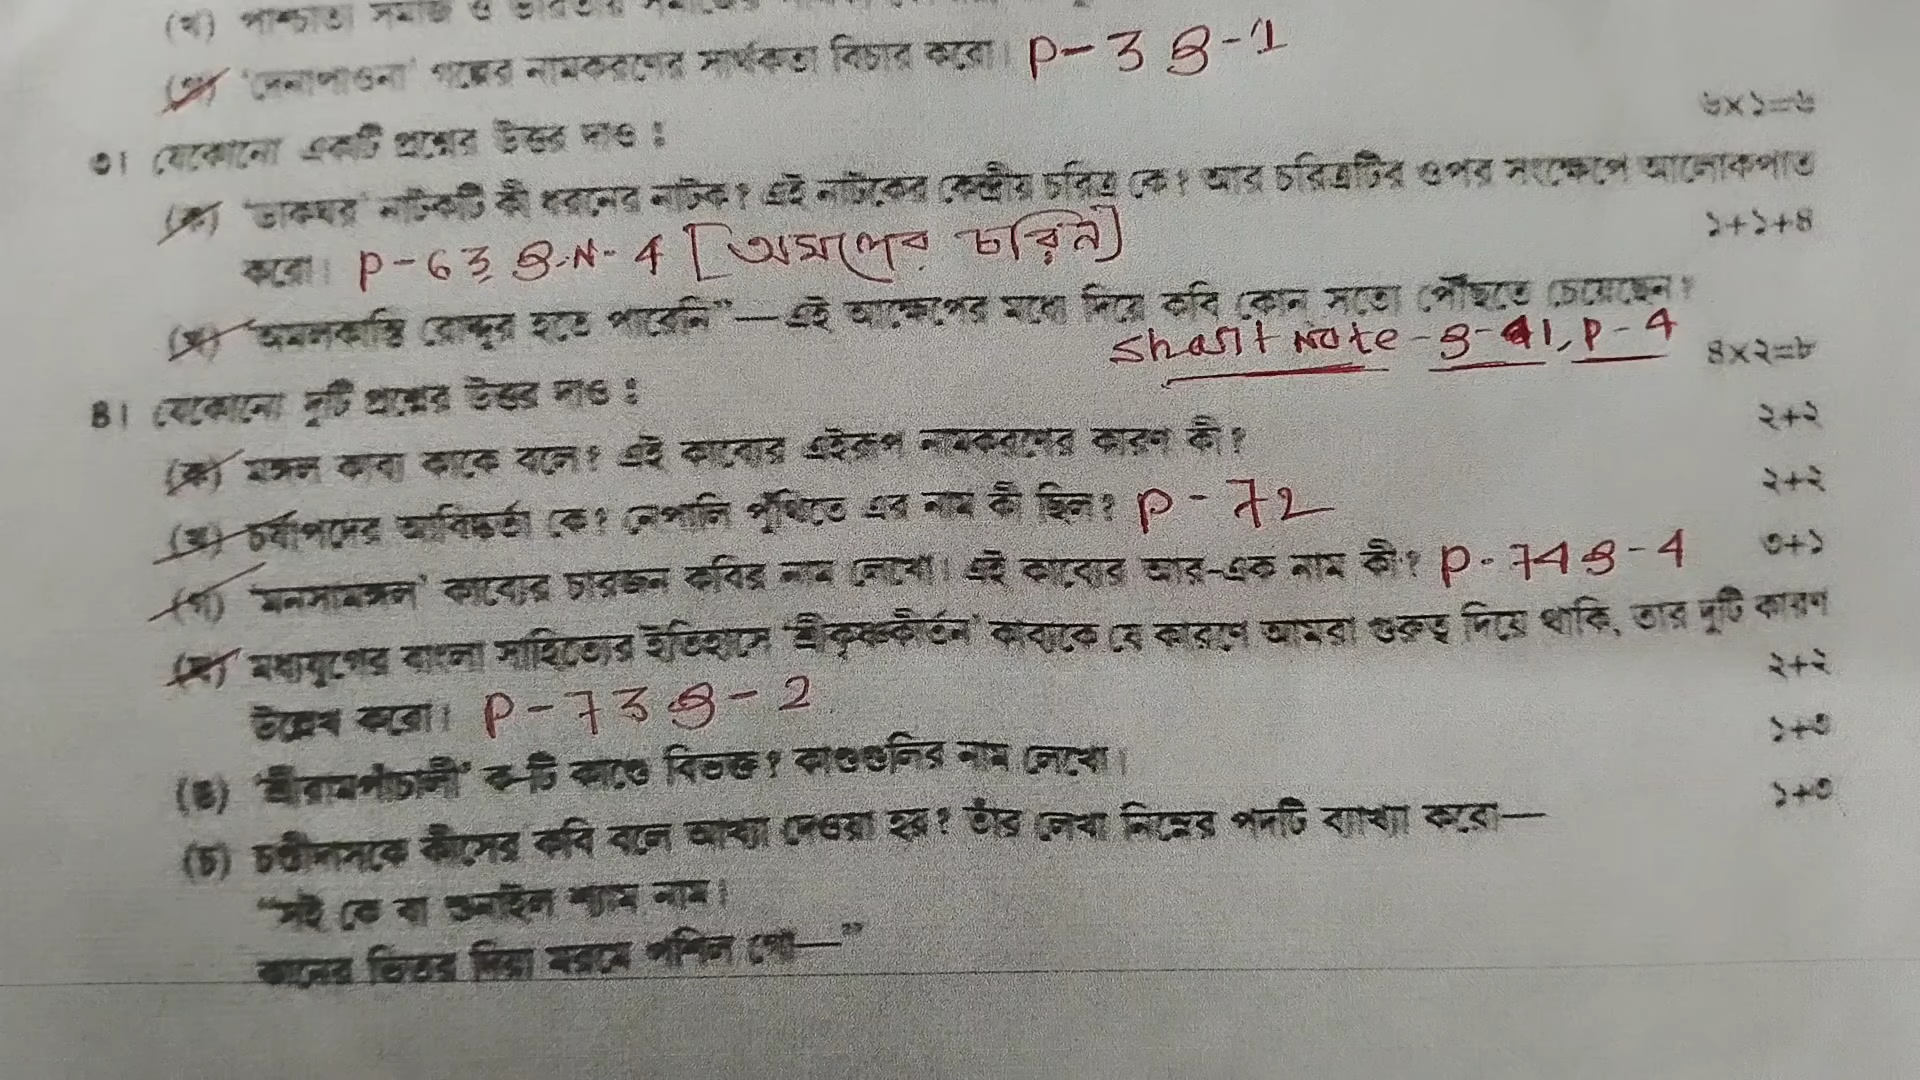 'দেনাপাওনা' গল্পের নামকরণের সার্থকতা বিচার করো। P-3 Q-1
৩। যেকোনো একটি প্রশ্নের উত্তর দাও : ৬×১=৬
(ক) 'ডাকঘর' নাটকটি কী ধরনের নাটক? এই নাটকের কেন্দ্রীয় চরিত্র কে? আর চরিত্রটির ওপর সংক্ষেপে আলোকপাত
করো। P-63 Q.N-4 [অমলের চরিত্র] ১+১+৪
(খ) "অমলকান্তি রোদ্দুর হতে পারেনি"—এই আক্ষেপের মধ্যে দিয়ে কবি কোন্ সত্যে পৌঁছতে চেয়েছেন?
Short Note - Q-1, P-4
৪। যেকোনো দুটি প্রশ্নের উত্তর দাও : ৪×২=৮
(ক) মঙ্গল কাব্য কাকে বলে? এই কাব্যের এইরূপ নামকরণের কারণ কী? ২+২
(খ) চর্যাপদের আবিষ্কর্তা কে? নেপালি পুঁথিতে এর নাম কী ছিল? P-72 ২+২
(গ) 'মনসামঙ্গল' কাব্যের চারজন কবির নাম লেখো। এই কাব্যের আর-এক নাম কী? P-74 Q-4 ৩+১
(ঘ) মধ্যযুগের বাংলা সাহিত্যের ইতিহাসে 'শ্রীকৃষ্ণকীর্তন' কাব্যকে যে কারণে আমরা গুরুত্ব দিয়ে থাকি, তার দুটি কারণ
উল্লেখ করো। P-73 Q-2 ২+২
(ঙ) 'শ্রীরামপাঁচালী' ক-টি কাণ্ডে বিভক্ত? কাণ্ডগুলির নাম লেখো। ১+৩
(চ) চণ্ডীদাসকে কীসের কবি বলে আখ্যা দেওয়া হয়? তাঁর লেখা নিম্নের পদটি ব্যাখ্যা করো— ১+৩
"সই কে বা শুনাইল শ্যাম নাম।
কানের ভিতর দিয়া মরমে পশিল গো—"